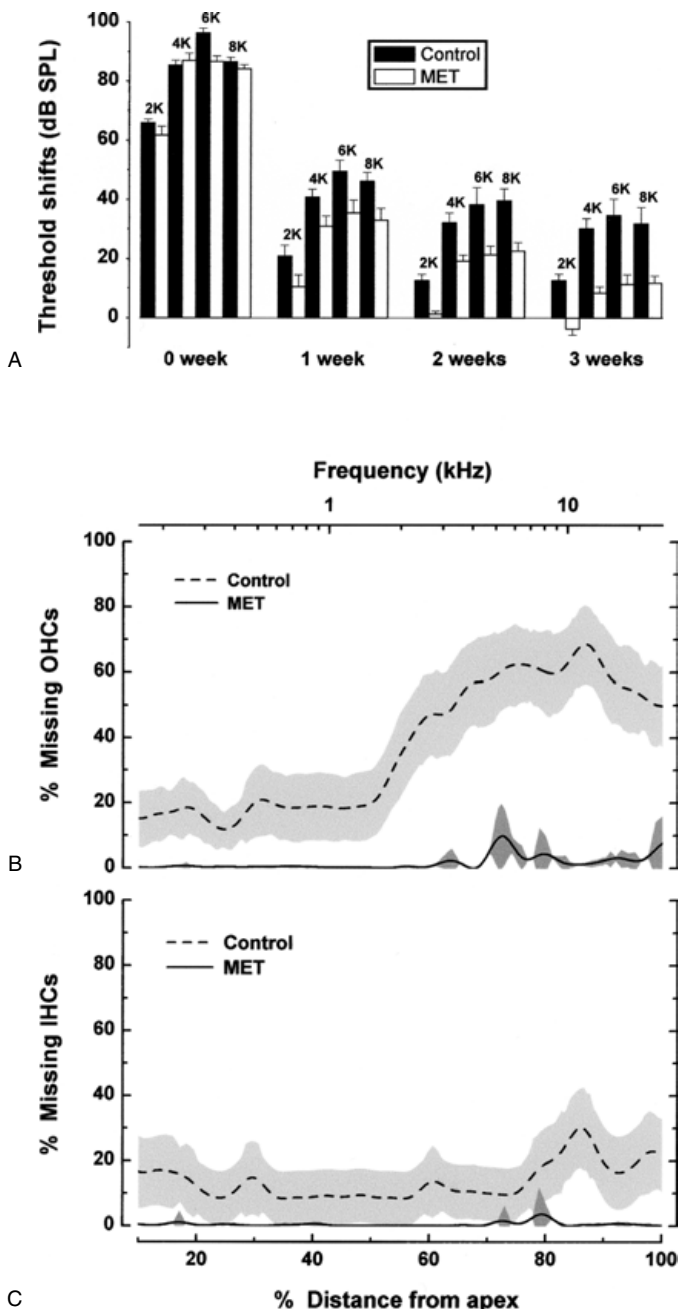 100
6K
4K
8K
80
2K
60
6K
4K
8K
6K
8K
40
4K
6K
8K
4K
2K
20
2K
2K
0
Threshold shifts (dB SPL)
Control
MET
0 week
1 week
2 weeks
3 weeks
A
Frequency (kHz)
1
10
100
80
60
40
20
0
% Missing OHCs
Control
MET
B
100
80
60
40
20
0
% Missing IHCs
Control
MET
20
40
60
80
100
% Distance from apex
C